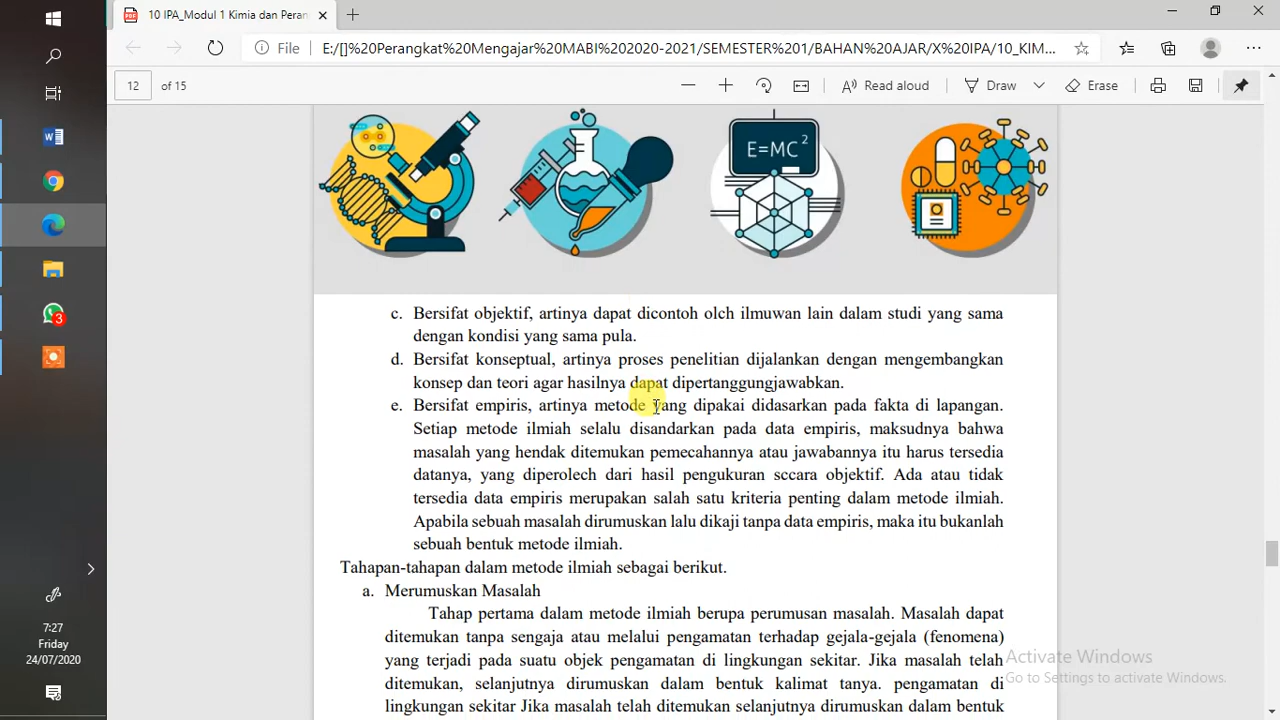 10 IPA_Modul 1 Kimia dan Peran
File
E:/[]%20Perangkat%20Mengajar%20MABI%202020-2021/SEMESTER%201/BAHAN%20AJAR/X%20IPA/10_KIM...
12 of 15
Read aloud
Draw
Erase
E=MC²
c. Bersifat objektif, artinya dapat dicontoh olch ilmuwan lain dalam studi yang sama
dengan kondisi yang sama pula.
d. Bersifat konseptual, artinya proses penelitian dijalankan dengan mengembangkan
konsep dan teori agar hasilnya dapat dipertanggungjawabkan.
e. Bersifat empiris, artinya metode yang dipakai didasarkan pada fakta di lapangan.
Setiap metode ilmiah selalu disandarkan pada data empiris, maksudnya bahwa
masalah yang hendak ditemukan pemecahannya atau jawabannya itu harus tersedia
datanya, yang diperolech dari hasil pengukuran sccara objektif. Ada atau tidak
tersedia data empiris merupakan salah satu kriteria penting dalam metode ilmiah.
Apabila sebuah masalah dirumuskan lalu dikaji tanpa data empiris, maka itu bukanlah
sebuah bentuk metode ilmiah.
Tahapan-tahapan dalam metode ilmiah sebagai berikut.
a. Merumuskan Masalah
Tahap pertama dalam metode ilmiah berupa perumusan masalah. Masalah dapat
ditemukan tanpa sengaja atau melalui pengamatan terhadap gejala-gejala (fenomena)
yang terjadi pada suatu objek pengamatan di lingkungan sekitar. Jika masalah telah
ditemukan, selanjutnya dirumuskan dalam bentuk kalimat tanya. pengamatan di
lingkungan sekitar Jika masalah telah ditemukan selanjutnya dirumuskan dalam bentuk
Activate Windows
Go to Settings to activate Windows.
3
7:27
Friday
24/07/2020